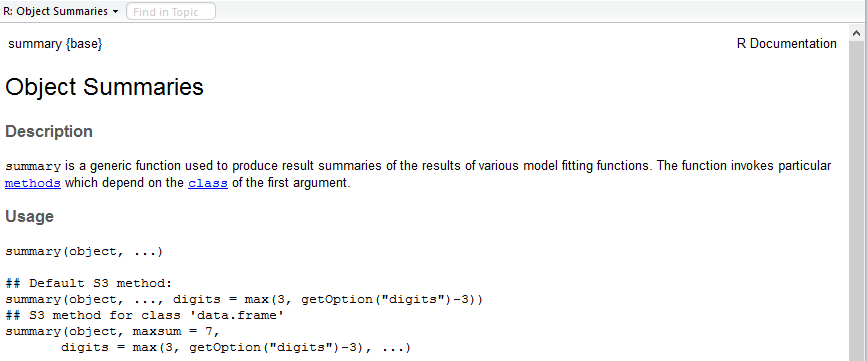 R: Object Summaries
Find in Topic
summary {base}
R Documentation
Object Summaries
Description
summary is a generic function used to produce result summaries of the results of various model fitting functions. The function invokes particular
methods which depend on the class of the first argument.
Usage
summary(object, ...)
## Default S3 method:
summary(object, ..., digits = max(3, getOption("digits")-3))
## S3 method for class 'data.frame'
summary(object, maxsum = 7,
       digits = max(3, getOption("digits")-3), ...)